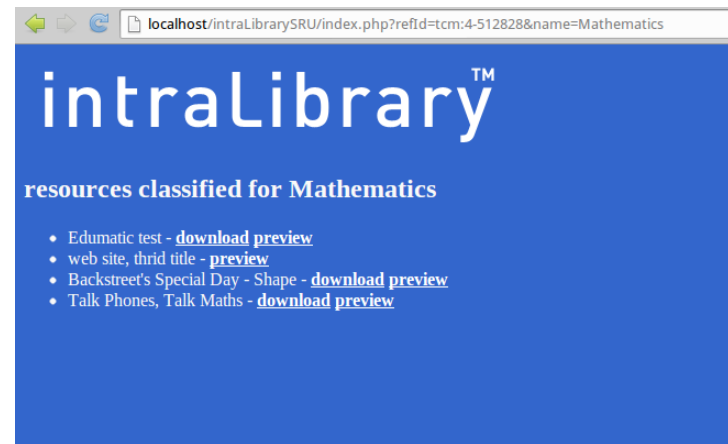 localhost/intraLibrarySRU/index.php?refId=tcm:4-512828&name=Mathematics
intraLibrary™
resources classified for Mathematics
• Edumatic test - download preview
• web site, thrid title - preview
• Backstreet's Special Day - Shape - download preview
• Talk Phones, Talk Maths - download preview